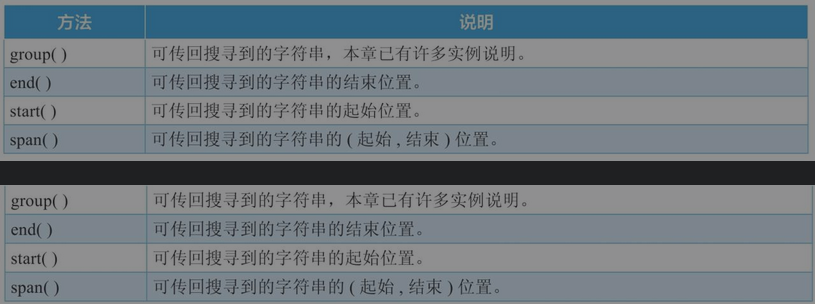 方法 说明
group( ) 可传回搜寻到的字符串，本章已有许多实例说明。
end( ) 可传回搜寻到的字符串的结束位置。
start( ) 可传回搜寻到的字符串的起始位置。
span( ) 可传回搜寻到的字符串的 ( 起始 , 结束 ) 位置。
group( ) 可传回搜寻到的字符串，本章已有许多实例说明。
end( ) 可传回搜寻到的字符串的结束位置。
start( ) 可传回搜寻到的字符串的起始位置。
span( ) 可传回搜寻到的字符串的 ( 起始 , 结束 ) 位置。